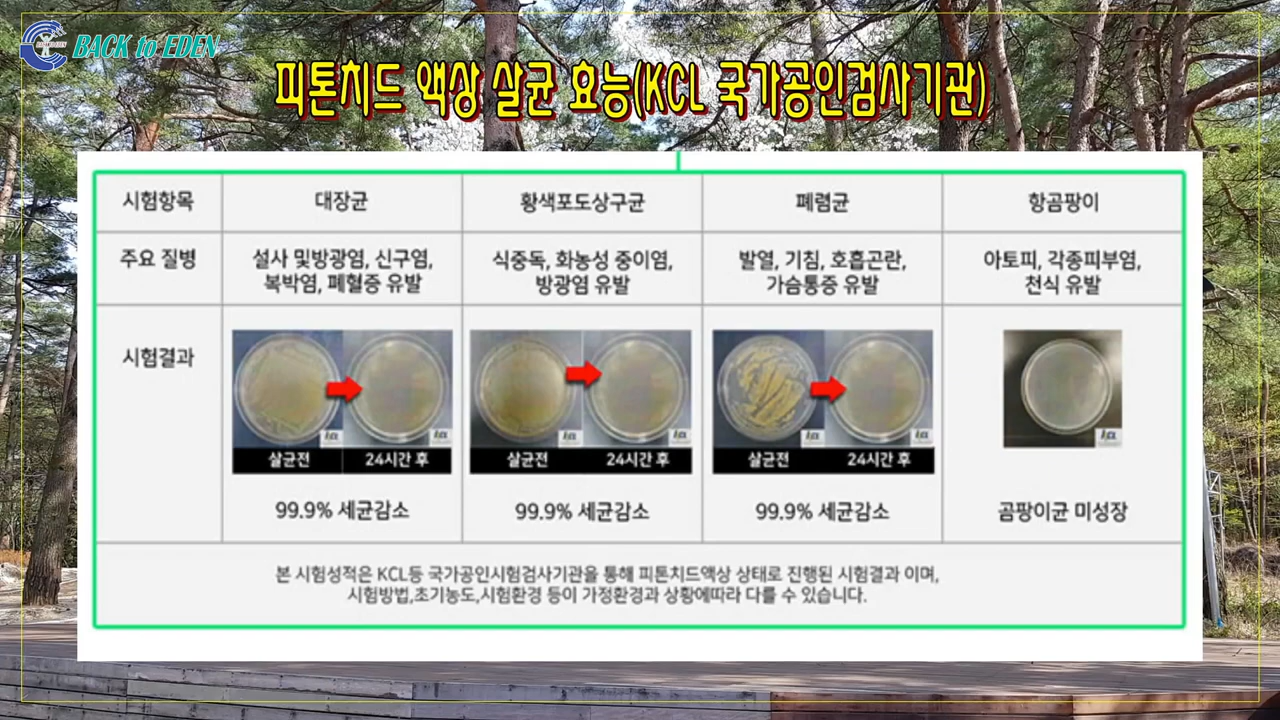 BACK to EDEN
피톤치드 액상 살균 효능(KCL 국가공인검사기관)
시험항목 대장균 황색포도상구균 폐렴균 항곰팡이
주요 질병
설사 및방광염, 신구염,
복박염, 폐혈증 유발
식중독, 화농성 중이염,
방광염 유발
발열, 기침, 호흡곤란,
가슴통증 유발
아토피, 각종피부염,
천식 유발
시험결과
살균전 24시간 후
살균전 24시간 후
살균전 24시간 후
99.9% 세균감소
99.9% 세균감소
99.9% 세균감소
곰팡이균 미성장
본 시험성적은 KCL등 국가공인시험검사기관을 통해 피톤치드액상 상태로 진행된 시험결과 이며,
시험방법,초기농도,시험환경 등이 가정환경과 상황에따라 다를 수 있습니다.